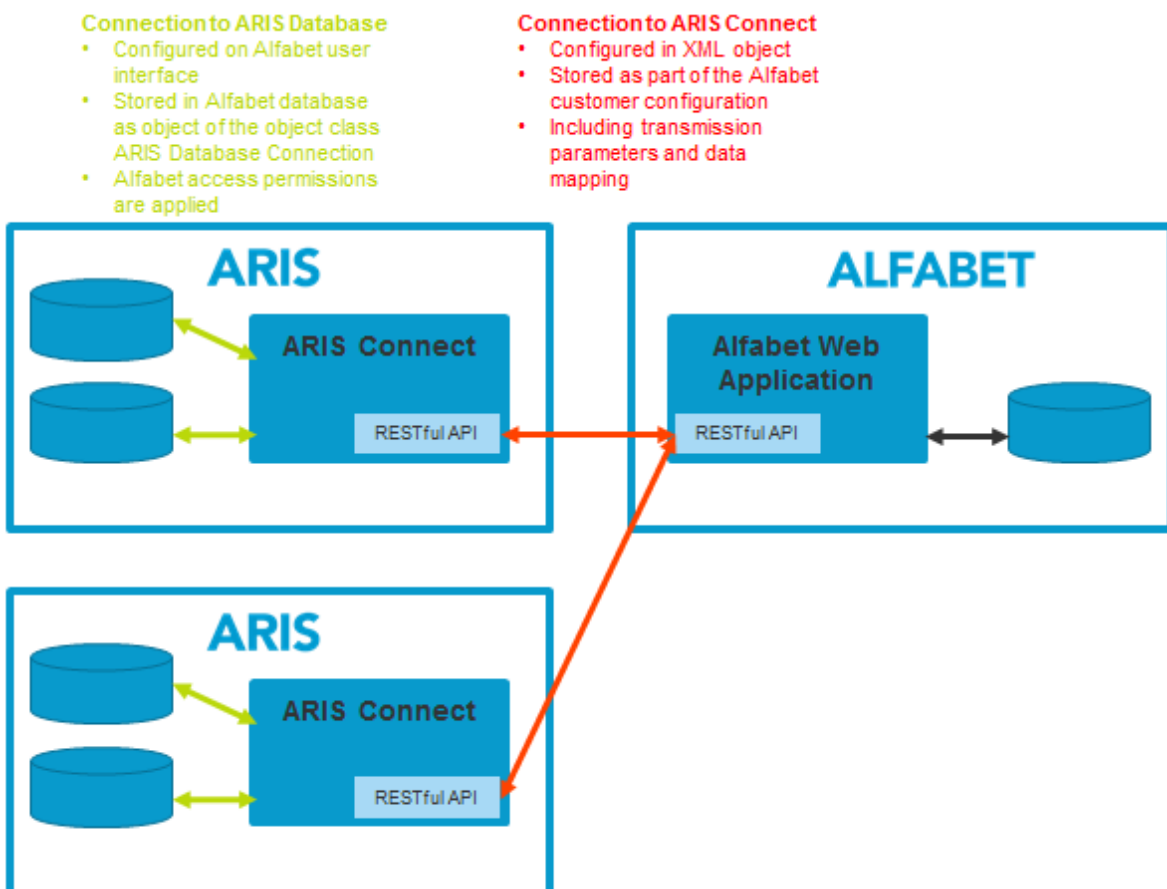 Connection to ARIS Database
• Configured on Alfabet user
interface
• Stored in Alfabet database
as object of the object class
ARIS Database Connection
• Alfabet access permissions
are applied
Connection to ARIS Connect
• Configured in XML object
• Stored as part of the Alfabet
customer configuration
• Including transmission
parameters and data
mapping
ARIS
ARIS Connect
RESTful API
ALFABET
Alfabet Web
Application
RESTful API
ARIS
ARIS Connect
RESTful API